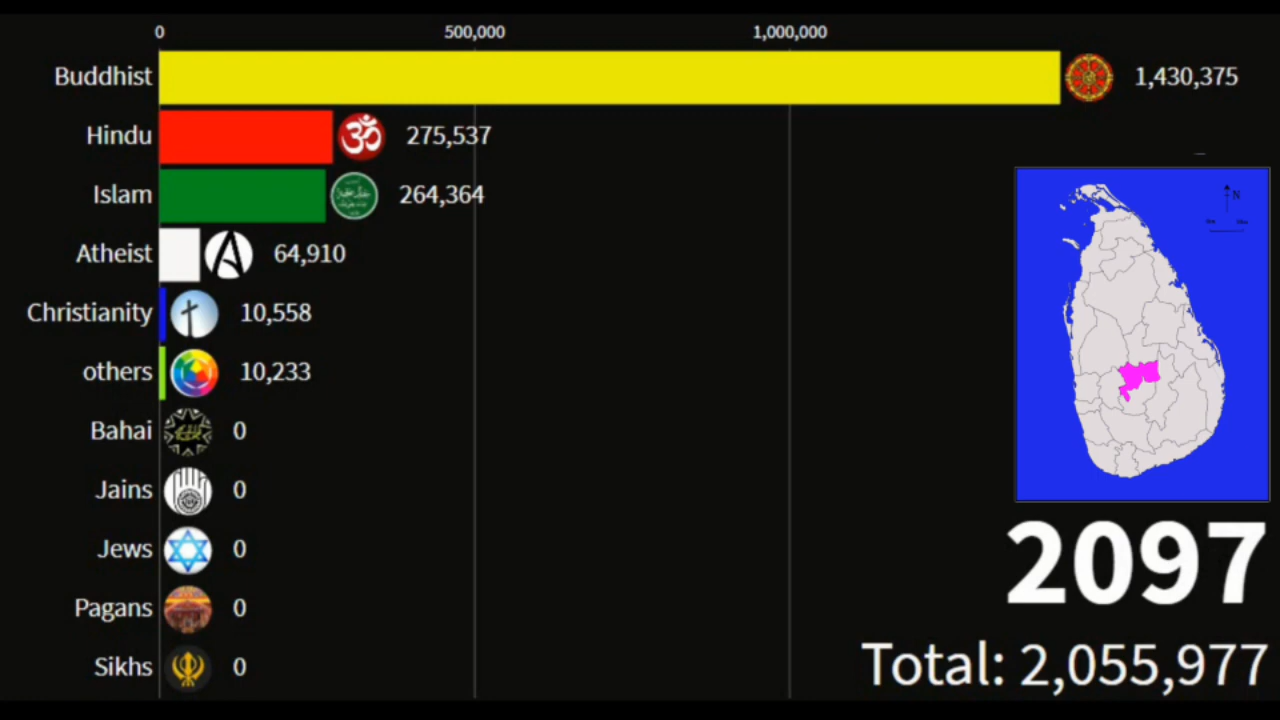 0 500,000 1,000,000
Buddhist 1,430,375
Hindu 275,537
Islam 264,364
Atheist 64,910
Christianity 10,558
others 10,233
Bahai 0
Jains 0
Jews 0
Pagans 0
Sikhs 0
N
2097
Total: 2,055,977